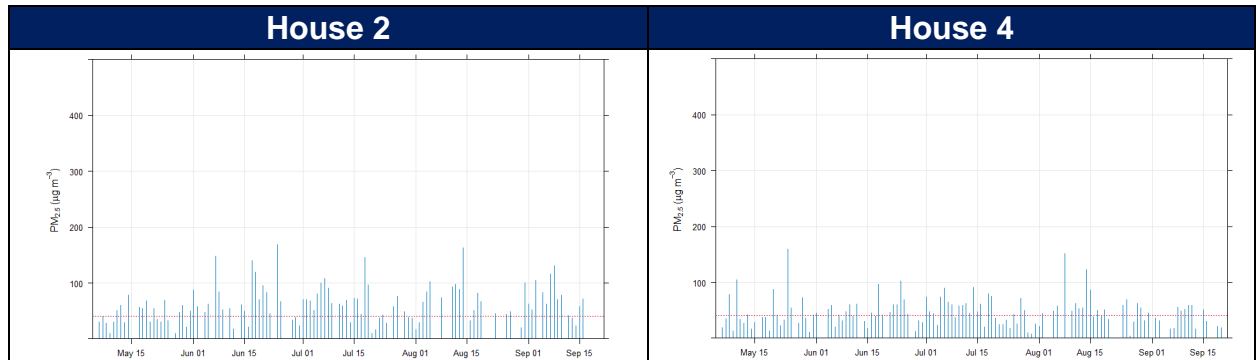 House 2
House 4
400
300
200
100
PM2.5 (μg m−3)
May 15
Jun 01
Jun 15
Jul 01
Jul 15
Aug 01
Aug 15
Sep 01
Sep 15
400
300
200
100
PM2.5 (μg m−3)
May 15
Jun 01
Jun 15
Jul 01
Jul 15
Aug 01
Aug 15
Sep 01
Sep 15